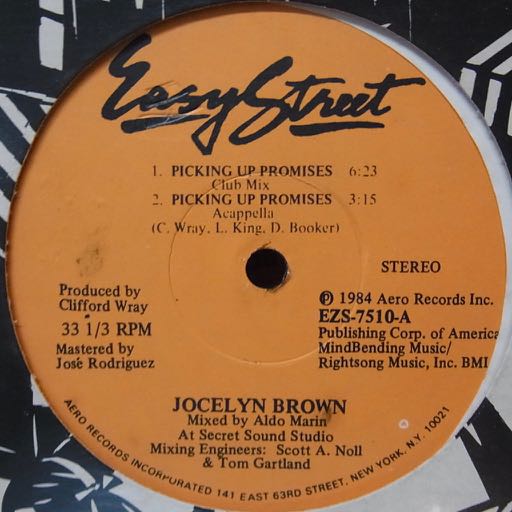 Easy Street
1. PICKING UP PROMISES 6:23
Club Mix
2. PICKING UP PROMISES 3:15
Acappella
(C. Wray, L. King, D. Booker)
STEREO
Produced by
Clifford Wray
33 1/3 RPM
Mastered by
José Rodriguez
℗ 1984 Aero Records Inc.
EZS-7510-A
Publishing Corp. of America
MindBending Music/
Rightsong Music, Inc. BMI
JOCELYN BROWN
Mixed by Aldo Marin
At Secret Sound Studio
Mixing Engineers: Scott A. Noll
& Tom Gartland
AERO RECORDS INCORPORATED 141 EAST 63RD STREET, NEW YORK, N.Y. 10021